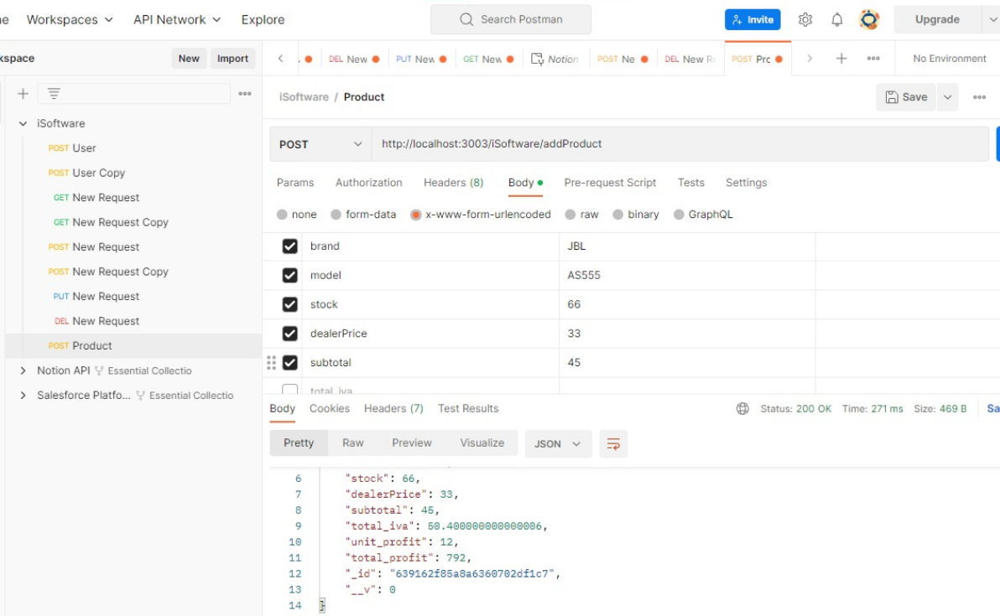 Workspaces API Network Explore Search Postman Invite Upgrade
New Import
DEL New PUT New GET New Notion POST Ne DEL New POST No Environment
iSoftware / Product Save
iSoftware
POST User
POST User Copy
GET New Request
GET New Request Copy
POST New Request
POST New Request Copy
PUT New Request
DEL New Request
POST Product
Notion API Essential Collectio
Salesforce Platfo... Essential Collectio
POST http://localhost:3003/iSoftware/addProduct
Params Authorization Headers (8) Body Pre-request Script Tests Settings
none form-data x-www-form-urlencoded raw binary GraphQL
brand JBL
model AS555
stock 66
dealerPrice 33
subtotal 45
total_iva
Body Cookies Headers (7) Test Results Status: 200 OK Time: 271 ms Size: 469 B
Pretty Raw Preview Visualize JSON
6 "stock": 66,
7 "dealerPrice": 33,
8 "subtotal": 45,
9 "total_iva": 50.400000000000006,
10 "unit_profit": 12,
11 "total_profit": 792,
12 "_id": "639162f85a8a6360702df1c7",
13 "__v": 0
14 }